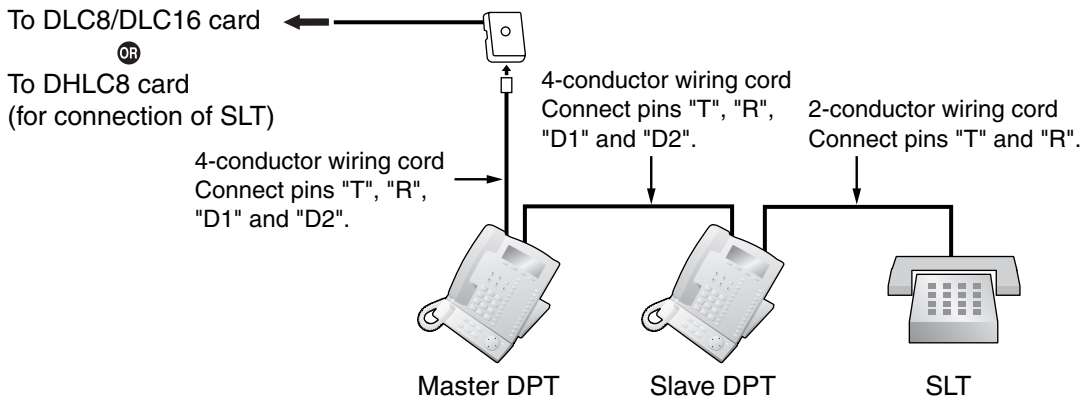 To DLC8/DLC16 card
OR
To DHLC8 card
(for connection of SLT)
4-conductor wiring cord
Connect pins "T", "R",
"D1" and "D2".
4-conductor wiring cord
Connect pins "T", "R",
"D1" and "D2".
2-conductor wiring cord
Connect pins "T" and "R".
Master DPT
Slave DPT
SLT